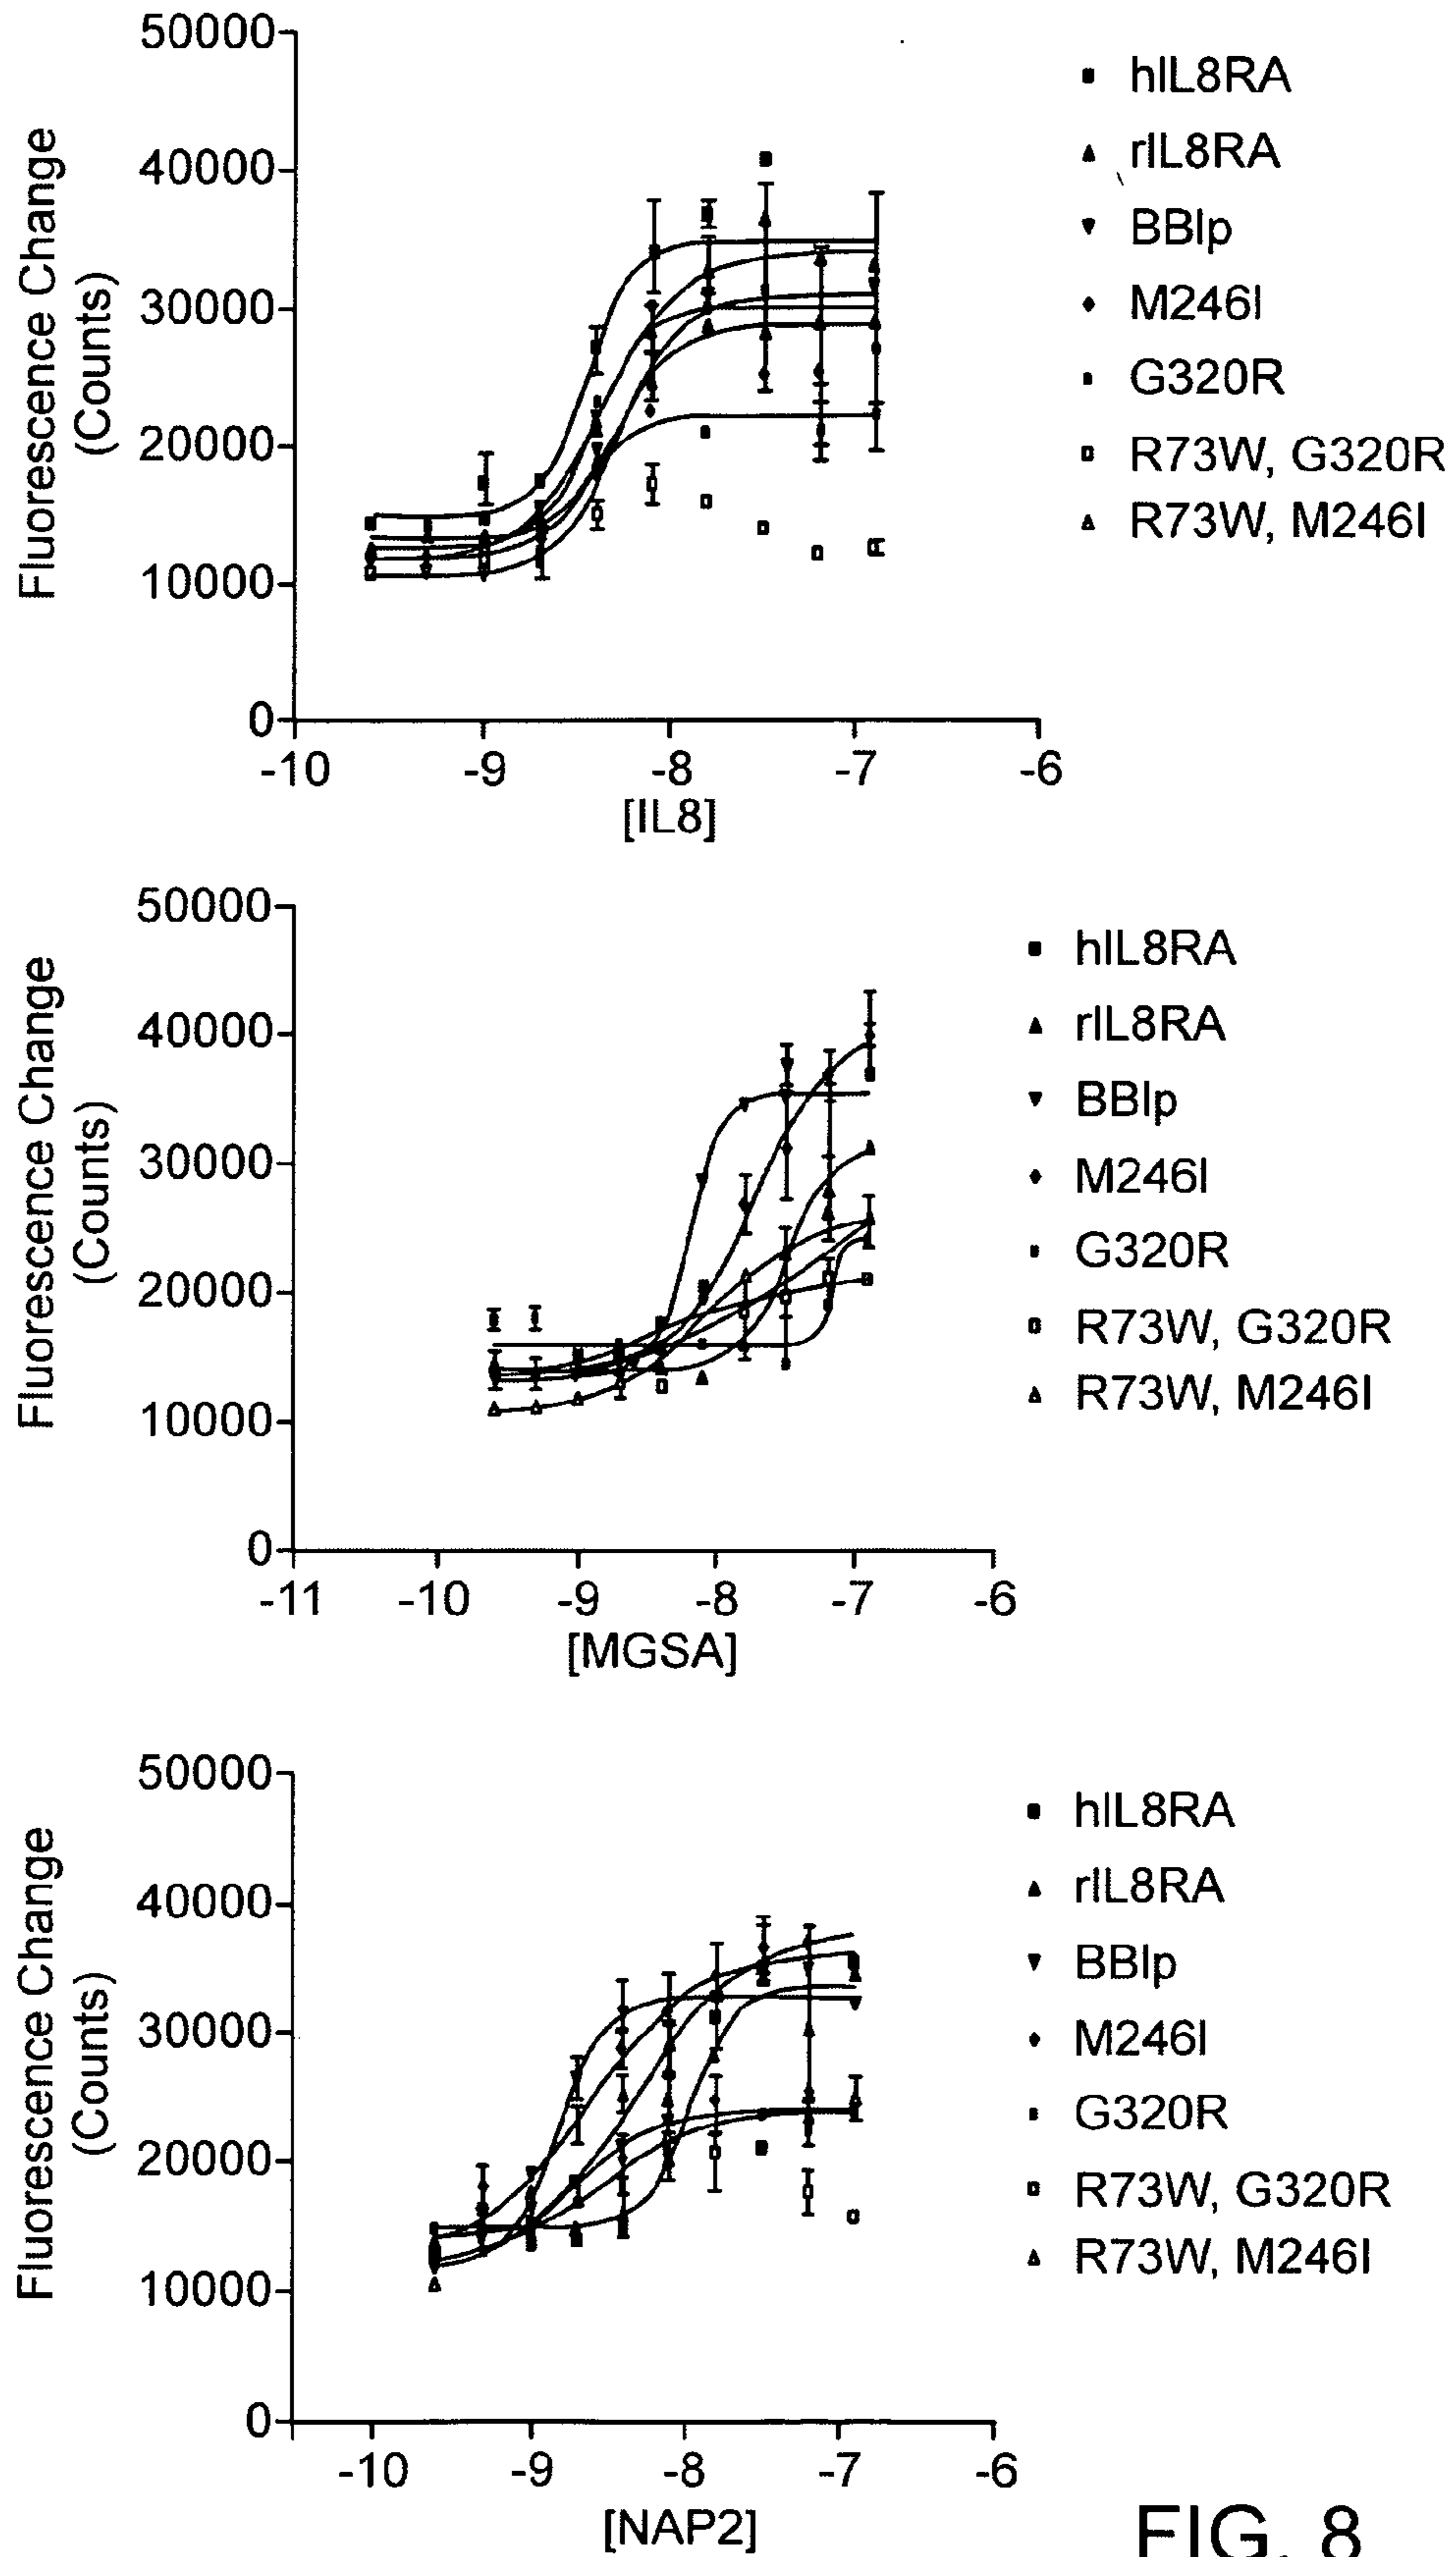 50000
40000
30000
20000
10000
0
Fluorescence Change
(Counts)
-10 -9 -8 -7 -6
[IL8]
hIL8RA
rIL8RA
BBIp
M246I
G320R
R73W, G320R
R73W, M246I
50000
40000
30000
20000
10000
0
Fluorescence Change
(Counts)
-11 -10 -9 -8 -7 -6
[MGSA]
hIL8RA
rIL8RA
BBIp
M246I
G320R
R73W, G320R
R73W, M246I
50000
40000
30000
20000
10000
0
Fluorescence Change
(Counts)
-10 -9 -8 -7 -6
[NAP2]
hIL8RA
rIL8RA
BBIp
M246I
G320R
R73W, G320R
R73W, M246I
FIG. 8